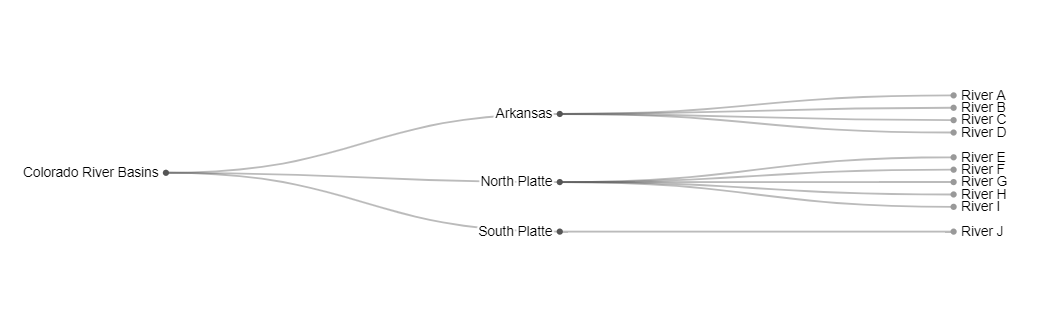 Colorado River Basins
Arkansas
River A
River B
River C
River D
North Platte
River E
River F
River G
River H
River I
South Platte
River J